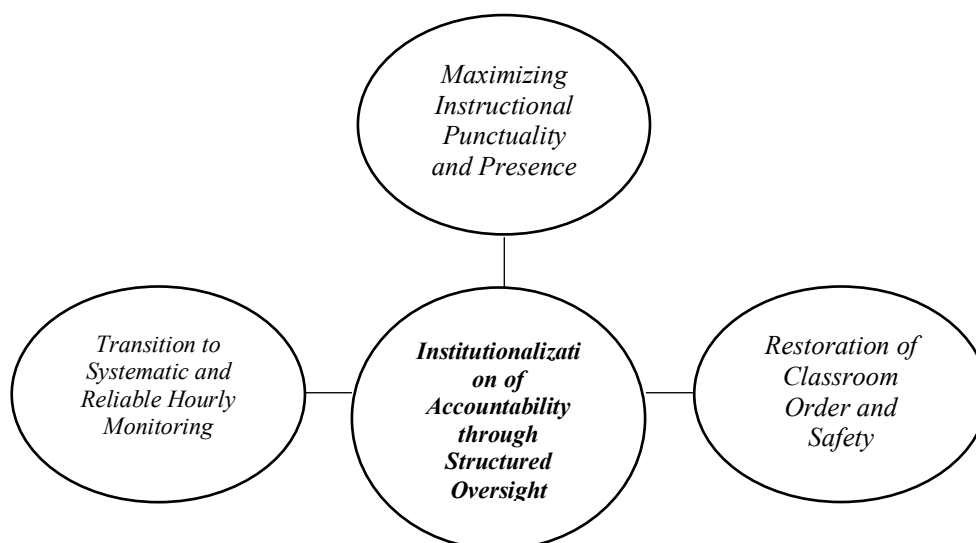 Maximizing
Instructional
Punctuality
and Presence
Transition to
Systematic and
Reliable Hourly
Monitoring
Institutionalizati
on of
Accountability
through
Structured
Oversight
Restoration of
Classroom
Order and
Safety